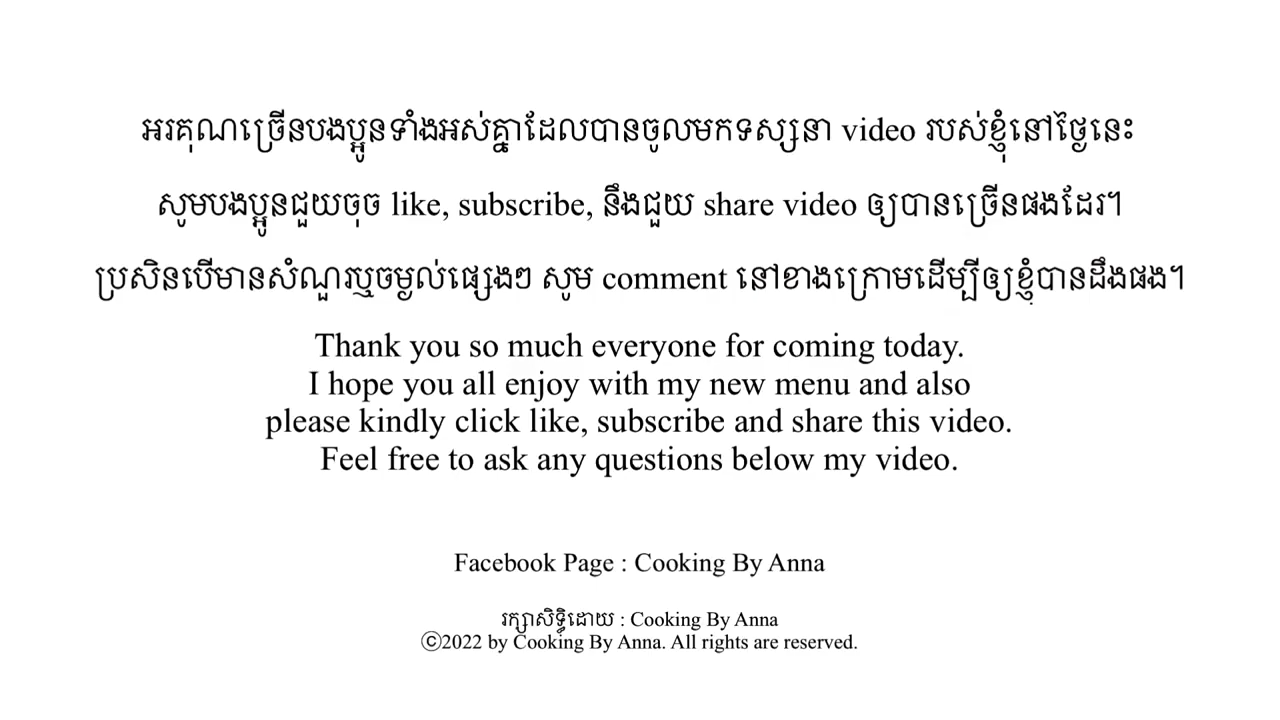 អរគុណច្រើនបងប្អូនទាំងអស់គ្នាដែលបានចូលមកទស្សនា video របស់ខ្ញុំនៅថ្ងៃនេះ
សូមបងប្អូនជួយចុច like, subscribe, នឹងជួយ share video ឲ្យបានច្រើនផងដែរ។
ប្រសិនបើមានសំណួរឬចម្ងល់ផ្សេងៗ សូម comment នៅខាងក្រោមដើម្បីឲ្យខ្ញុំបានដឹងផង។
Thank you so much everyone for coming today.
I hope you all enjoy with my new menu and also
please kindly click like, subscribe and share this video.
Feel free to ask any questions below my video.
Facebook Page : Cooking By Anna
រក្សាសិទ្ធិដោយ : Cooking By Anna
ⓒ2022 by Cooking By Anna. All rights are reserved.